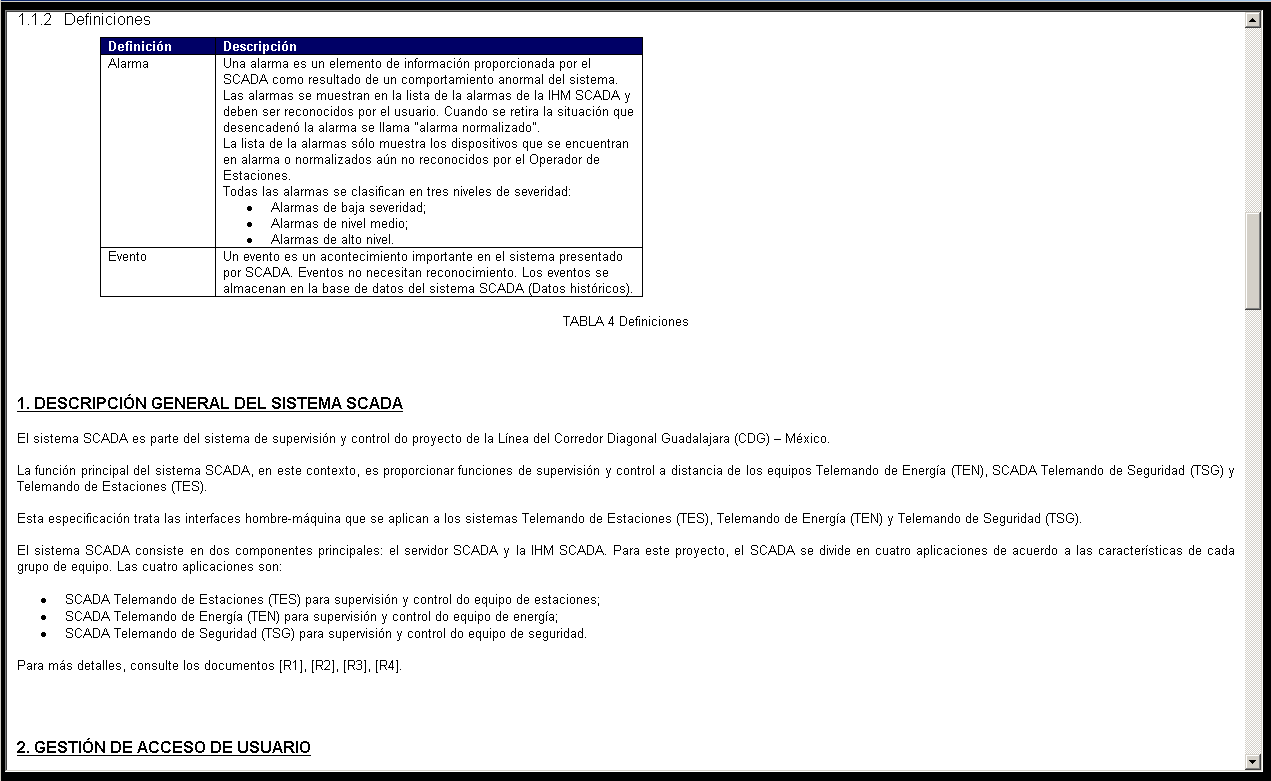 1.1.2 Definiciones
Definición Descripción
Alarma Una alarma es un elemento de información proporcionada por el
SCADA como resultado de un comportamiento anormal del sistema.
Las alarmas se muestran en la lista de la alarmas de la IHM SCADA y
deben ser reconocidos por el usuario. Cuando se retira la situación que
desencadenó la alarma se llama "alarma normalizado".
La lista de la alarmas sólo muestra los dispositivos que se encuentran
en alarma o normalizados aún no reconocidos por el Operador de
Estaciones.
Todas las alarmas se clasifican en tres niveles de severidad:
• Alarmas de baja severidad;
• Alarmas de nivel medio;
• Alarmas de alto nivel.
Evento Un evento es un acontecimiento importante en el sistema presentado
por SCADA. Eventos no necesitan reconocimiento. Los eventos se
almacenan en la base de datos del sistema SCADA (Datos históricos).
TABLA 4 Definiciones
1. DESCRIPCIÓN GENERAL DEL SISTEMA SCADA
El sistema SCADA es parte del sistema de supervisión y control do proyecto de la Línea del Corredor Diagonal Guadalajara (CDG) – México.
La función principal del sistema SCADA, en este contexto, es proporcionar funciones de supervisión y control a distancia de los equipos Telemando de Energía (TEN), SCADA Telemando de Seguridad (TSG) y
Telemando de Estaciones (TES).
Esta especificación trata las interfaces hombre-máquina que se aplican a los sistemas Telemando de Estaciones (TES), Telemando de Energía (TEN) y Telemando de Seguridad (TSG).
El sistema SCADA consiste en dos componentes principales: el servidor SCADA y la IHM SCADA. Para este proyecto, el SCADA se divide en cuatro aplicaciones de acuerdo a las características de cada
grupo de equipo. Las cuatro aplicaciones son:
• SCADA Telemando de Estaciones (TES) para supervisión y control do equipo de estaciones;
• SCADA Telemando de Energía (TEN) para supervisión y control do equipo de energía;
• SCADA Telemando de Seguridad (TSG) para supervisión y control do equipo de seguridad.
Para más detalles, consulte los documentos [R1], [R2], [R3], [R4].
2. GESTIÓN DE ACCESO DE USUARIO